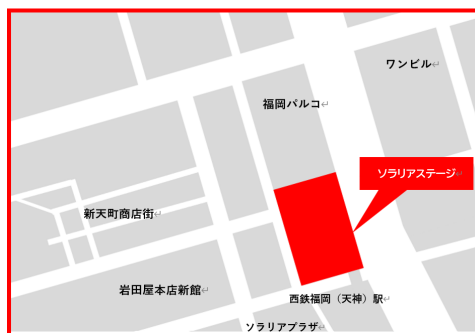 ワンビル
福岡パルコ
ソラリアステージ
新天町商店街
岩田屋本店新館
西鉄福岡（天神）駅
ソラリアプラザ